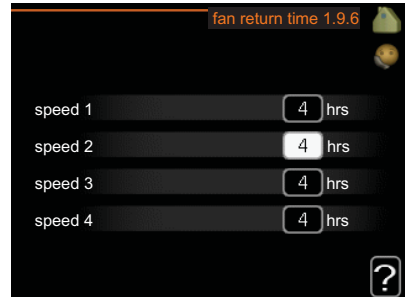 fan return time 1.9.6
speed 1 4 hrs
speed 2 4 hrs
speed 3 4 hrs
speed 4 4 hrs
?